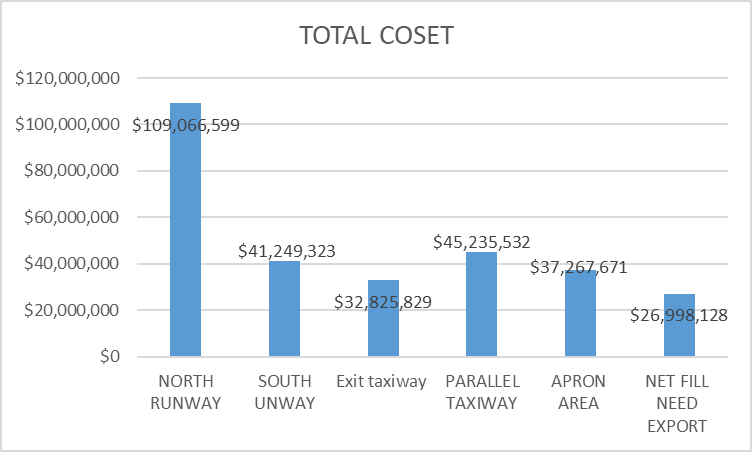 TOTAL COSET
$120,000,000
$100,000,000
$80,000,000
$60,000,000
$40,000,000
$20,000,000
$0
$109,066,599
$41,249,323
$32,825,829
$45,235,532
$37,267,671
$26,998,128
NORTH
RUNWAY
SOUTH
UNWAY
Exit taxiway
PARALLEL
TAXIWAY
APRON
AREA
NET FILL
NEED
EXPORT